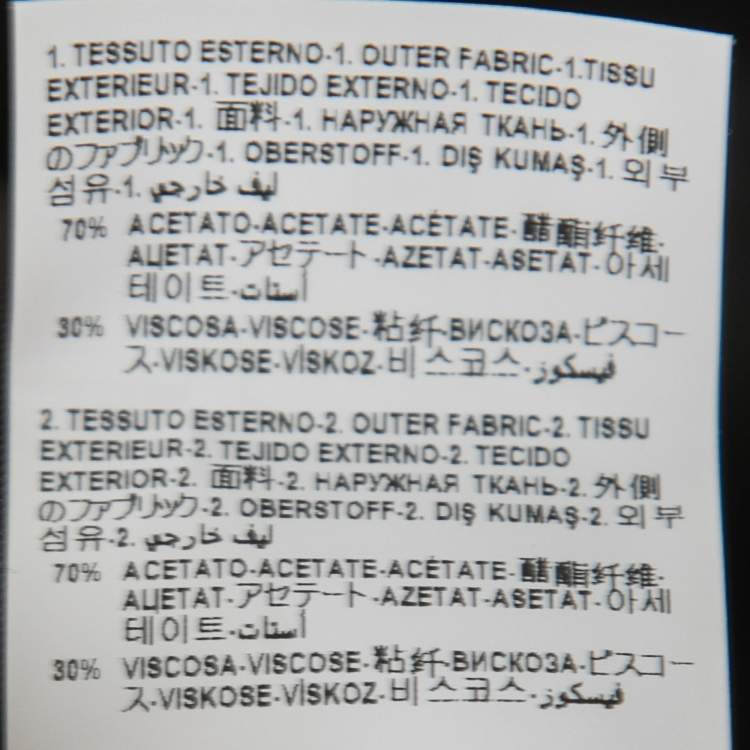 1. TESSUTO ESTERNO-1. OUTER FABRIC-1.TISSU
EXTERIEUR-1. TEJIDO EXTERNO-1. TECIDO
EXTERIOR-1. 面料-1. НАРУЖНАЯ ТКАНЬ-1. 外側
のファブリック-1. OBERSTOFF-1. DIŞ KUMAŞ-1. 외부
섬유-1. ليف خارجي
70% ACETATO-ACETATE-ACÉTATE-醋酯纤维-
АЦЕТАТ-アセテート-AZETAT-ASETAT-아세
테이트-أستات
30% VISCOSA-VISCOSE-粘纤-ВИСКОЗА-ビスコー
ス-VISKOSE-VİSKOZ-비스코스-فيسكوز
2. TESSUTO ESTERNO-2. OUTER FABRIC-2. TISSU
EXTERIEUR-2. TEJIDO EXTERNO-2. TECIDO
EXTERIOR-2. 面料-2. НАРУЖНАЯ ТКАНЬ-2. 外側
のファブリック-2. OBERSTOFF-2. DIŞ KUMAŞ-2. 외부
섬유-2. ليف خارجي
70% ACETATO-ACETATE-ACÉTATE-醋酯纤维-
АЦЕТАТ-アセテート-AZETAT-ASETAT-아세
테이트-أستات
30% VISCOSA-VISCOSE-粘纤-ВИСКОЗА-ビスコー
ス-VISKOSE-VİSKOZ-비스코스-فيسكوز